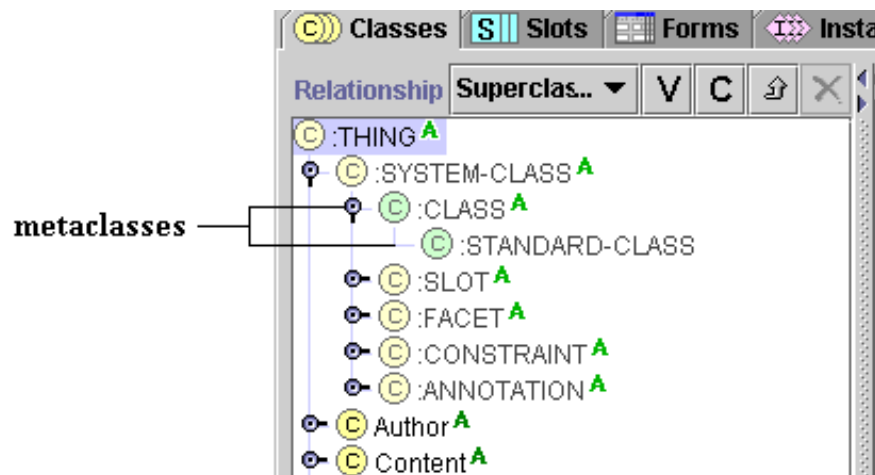 C Classes S Slots Forms I Insta
Relationship Superclas... V C
C :THING A
C :SYSTEM-CLASS A
C :CLASS A
metaclasses
C :STANDARD-CLASS
C :SLOT A
C :FACET A
C :CONSTRAINT A
C :ANNOTATION A
C Author A
C Content A